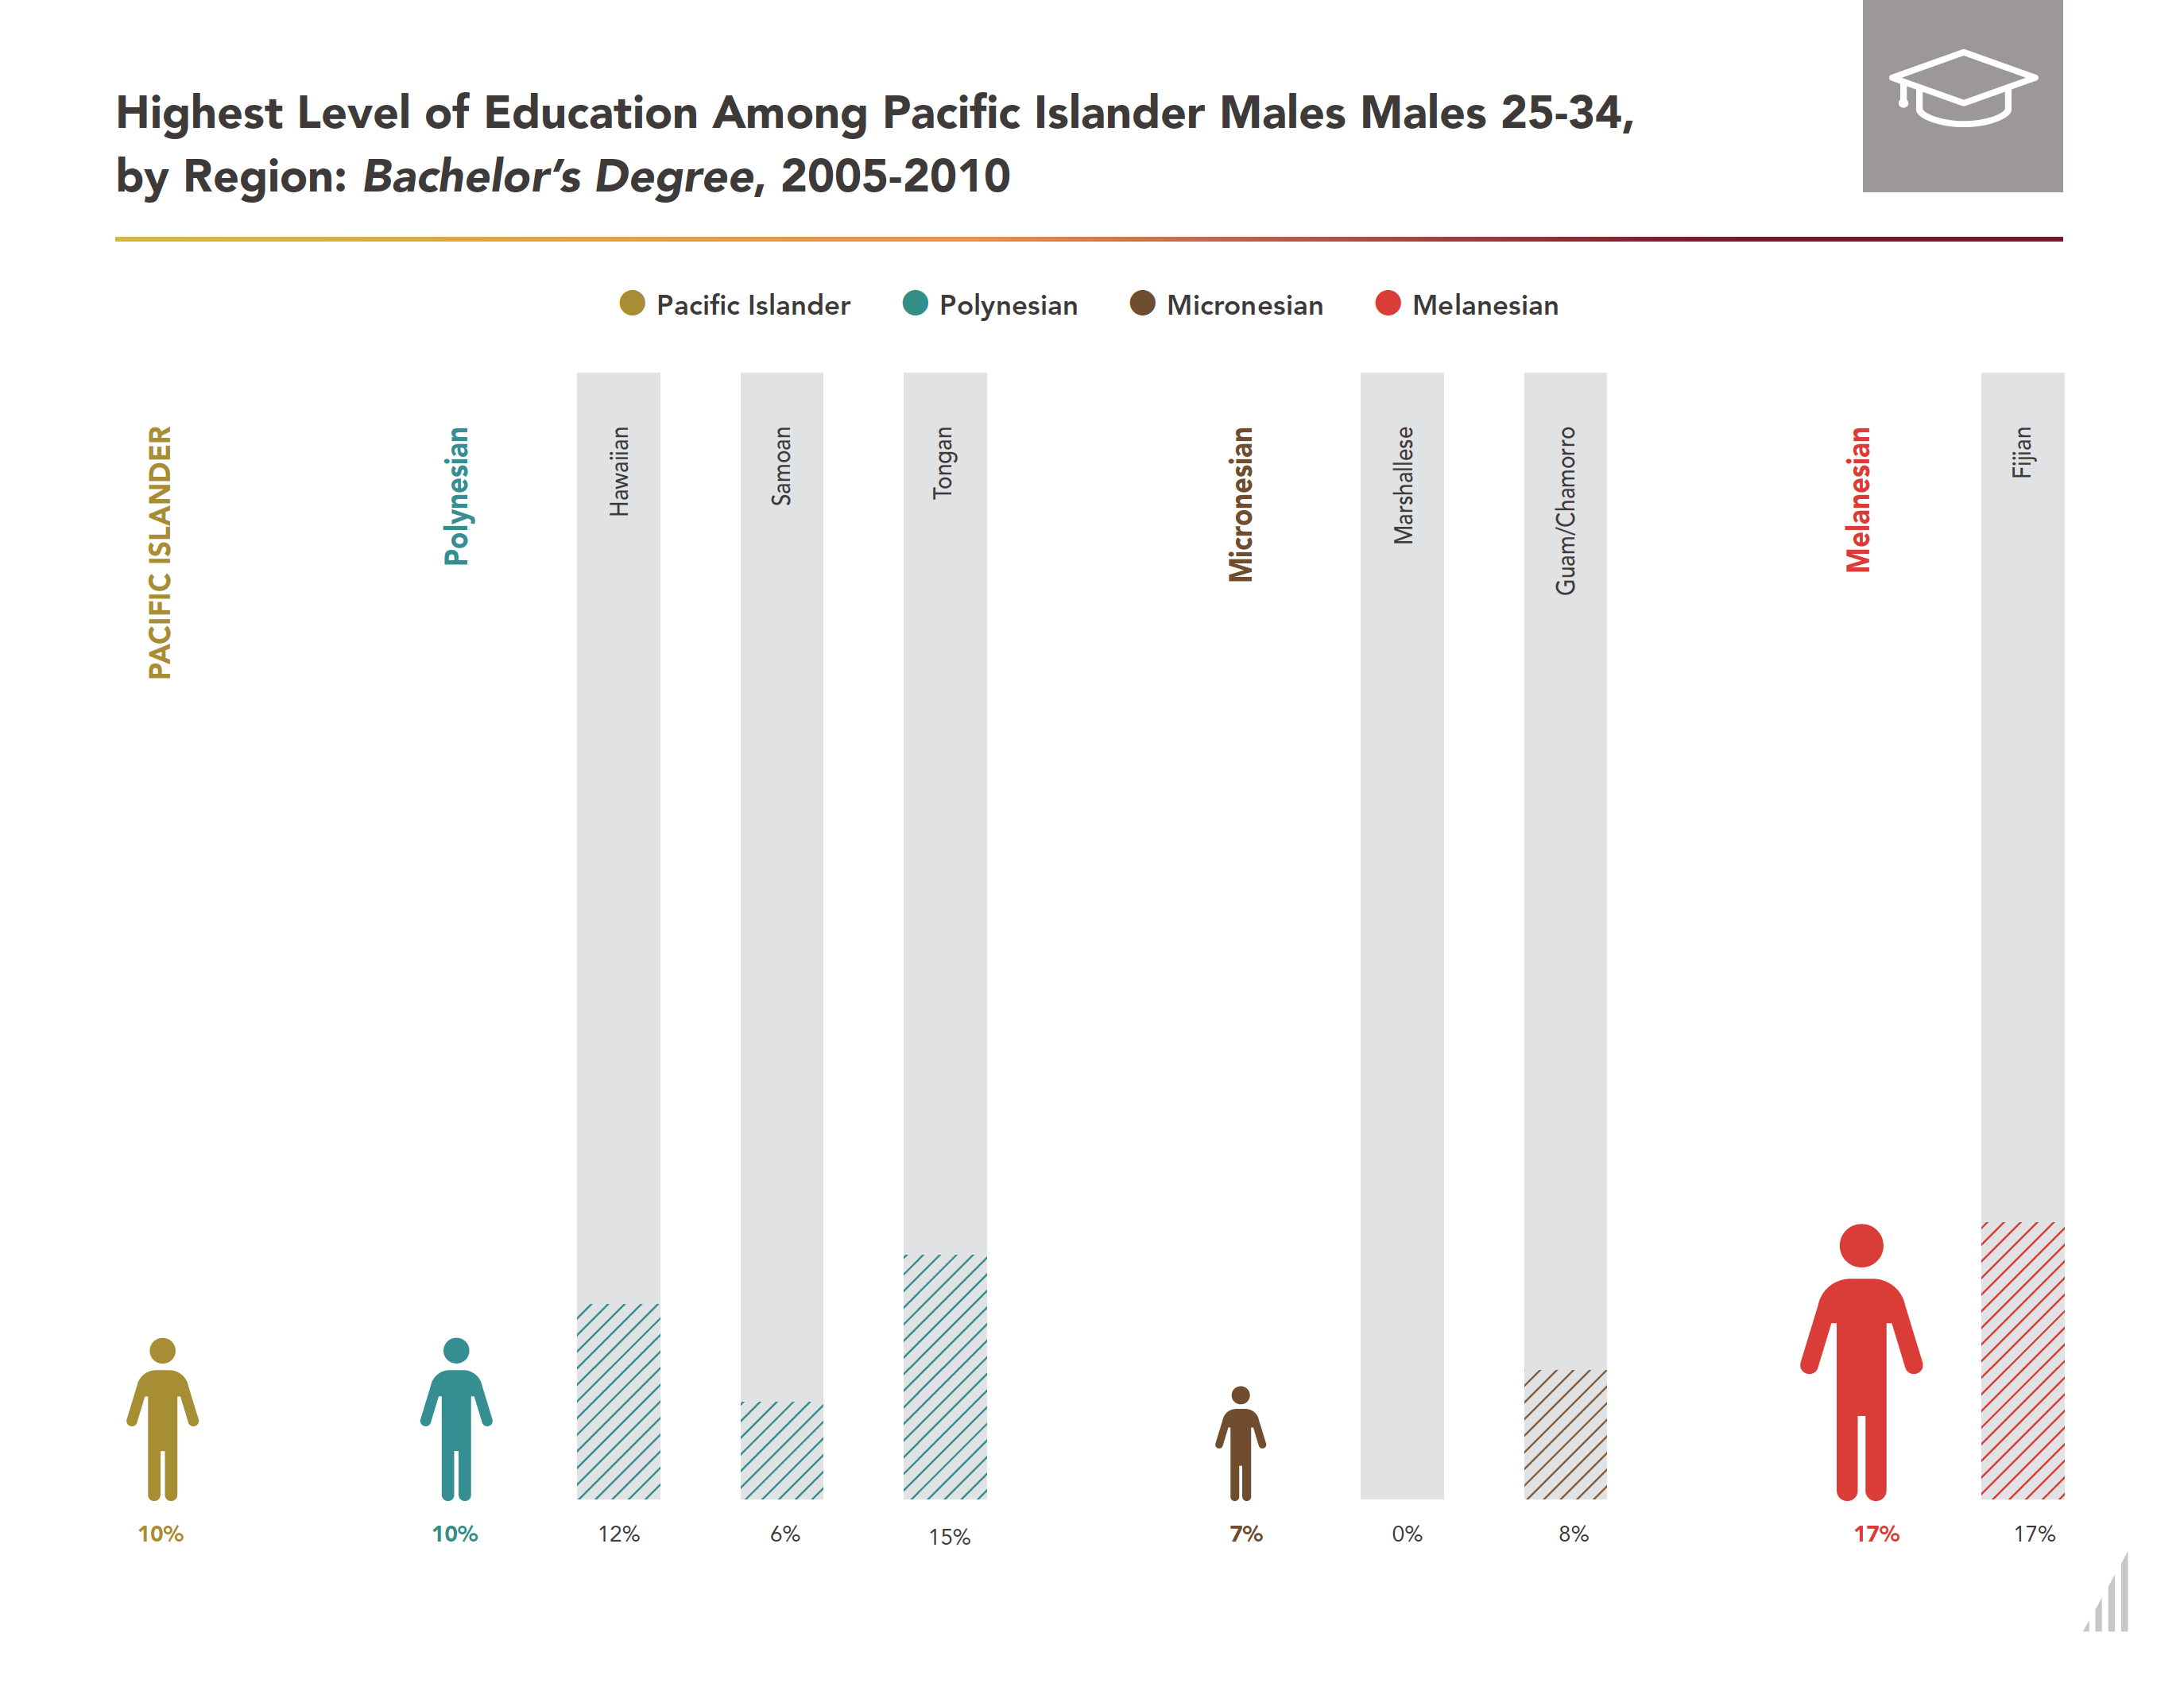 Highest Level of Education Among Pacific Islander Males Males 25-34,
by Region: Bachelor’s Degree, 2005-2010
Pacific Islander
Polynesian
Micronesian
Melanesian
PACIFIC ISLANDER
Polynesian
Hawaiian
Samoan
Tongan
Micronesian
Marshallese
Guam/Chamorro
Melanesian
Fijian
10%
10%
12%
6%
15%
7%
0%
8%
17%
17%